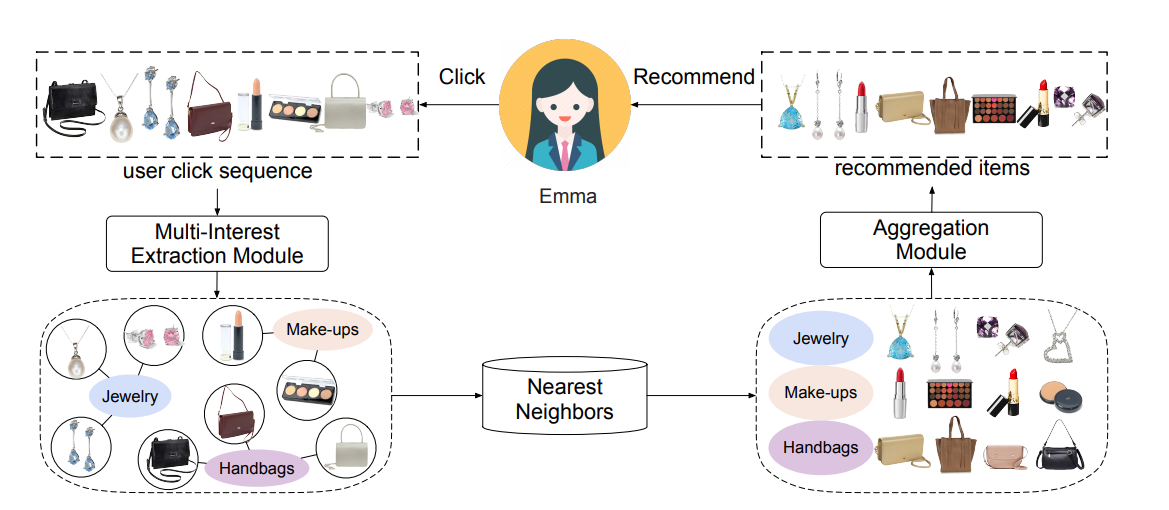 Click
Recommend
user click sequence
Emma
recommended items
Multi-Interest
Extraction Module
Aggregation
Module
Make-ups
Jewelry
Handbags
Nearest
Neighbors
Jewelry
Make-ups
Handbags